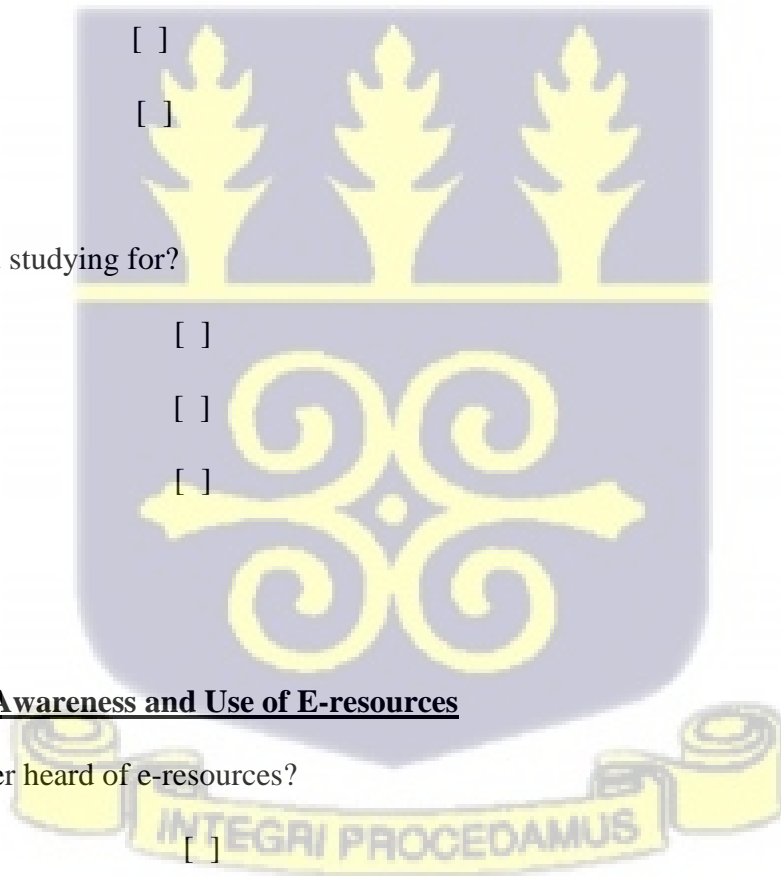 [ ]
[ ]
studying for?
[ ]
[ ]
[ ]
Awareness and Use of E-resources
er heard of e-resources?
[ ]
INTEGRI PROCEDAMUS